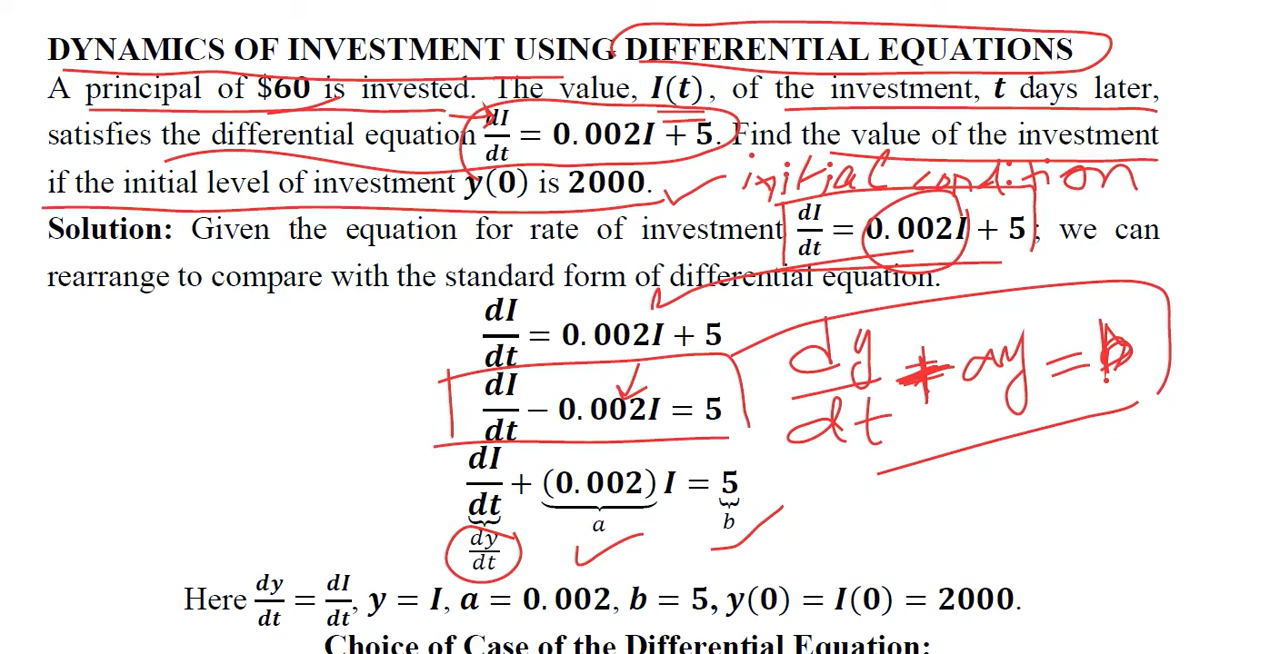 DYNAMICS OF INVESTMENT USING DIFFERENTIAL EQUATIONS
A principal of $60 is invested. The value, I(t), of the investment, t days later,
satisfies the differential equation dI/dt = 0.002I + 5. Find the value of the investment
if the initial level of investment y(0) is 2000. initial condition
Solution: Given the equation for rate of investment dI/dt = 0.002I + 5; we can
rearrange to compare with the standard form of differential equation.
dI/dt = 0.002I + 5
dy/dt + ay = b
dI/dt − 0.002I = 5
dI/dt + (0.002) I = 5
a b
dy/dt
Here dy/dt = dI/dt, y = I, a = 0.002, b = 5, y(0) = I(0) = 2000.
Choice of Case of the Differential Equation: